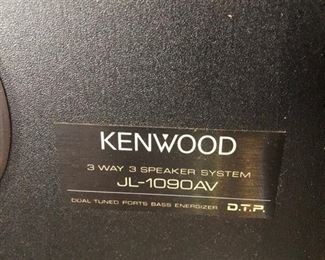 KENWOOD
3 WAY 3 SPEAKER SYSTEM
JL-1090AV
DUAL TUNED PORTS BASS ENERGIZER D.T.P.